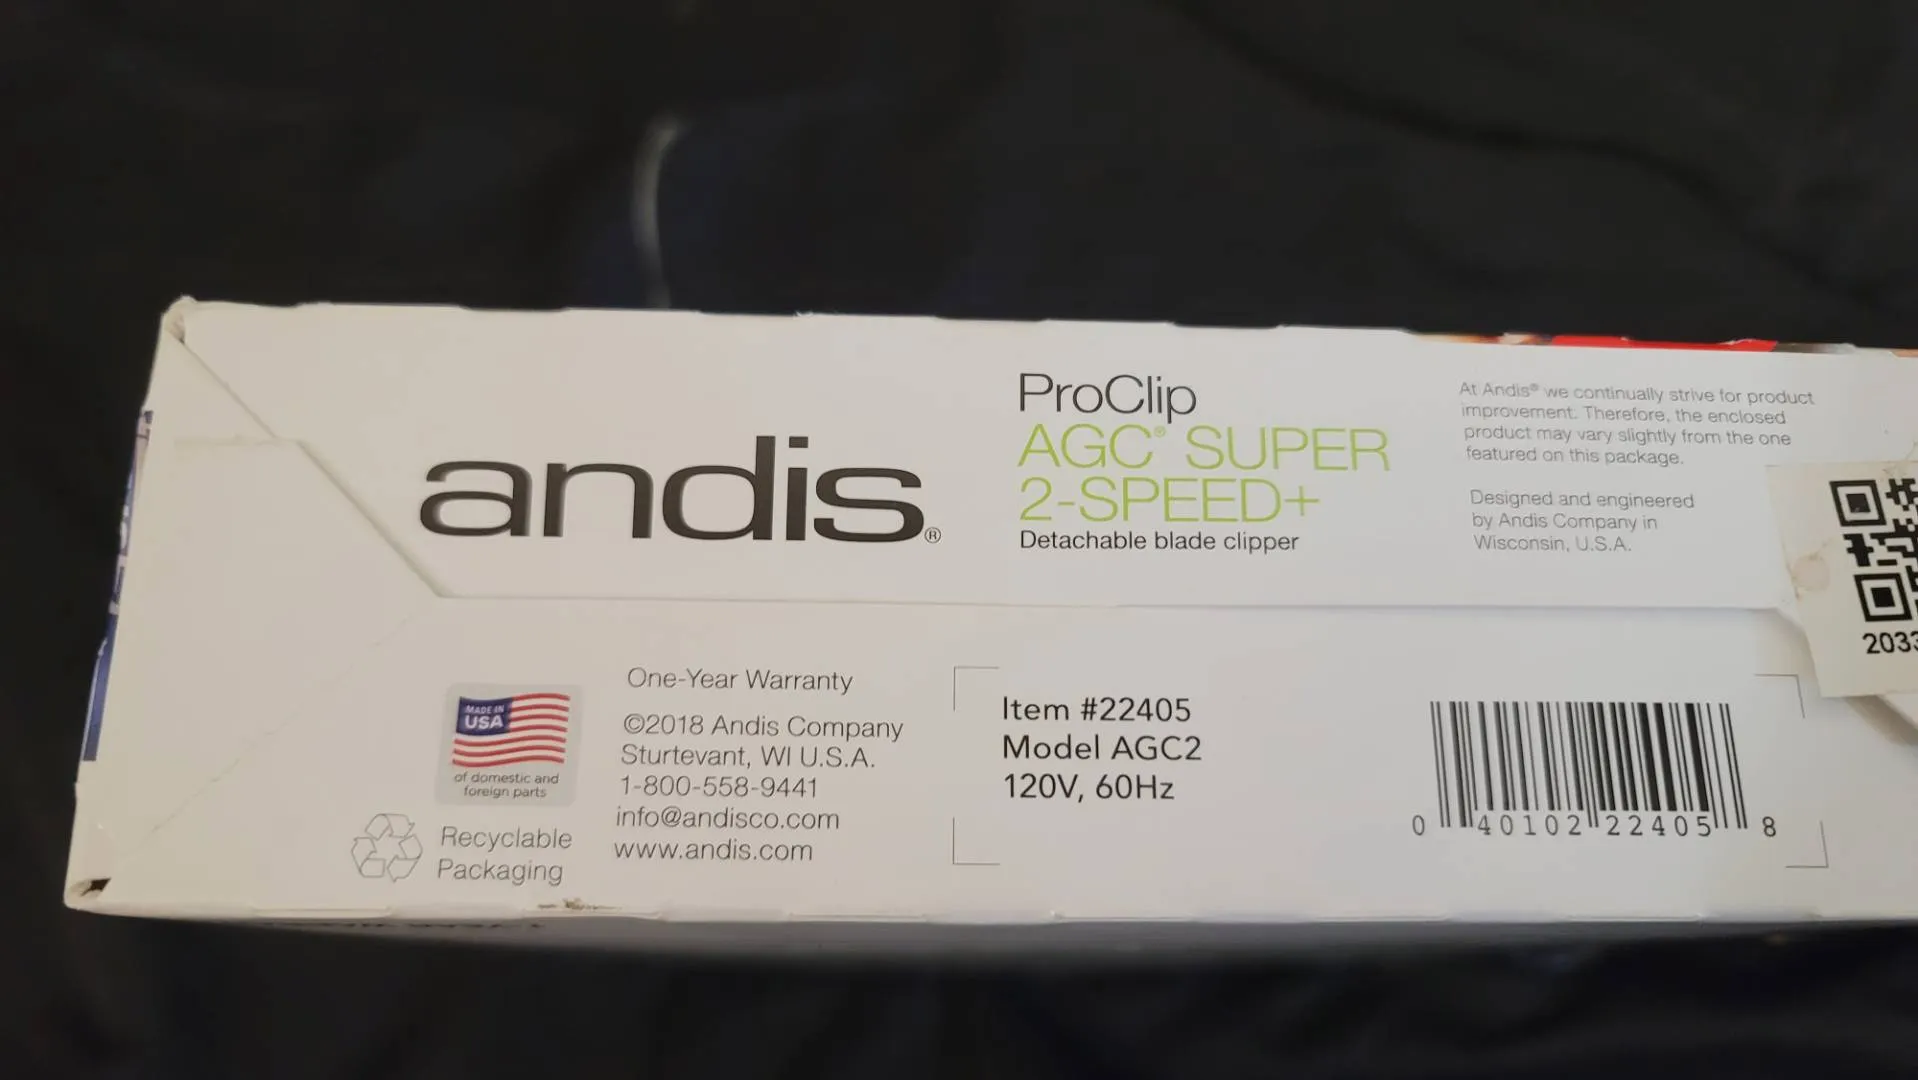 andis®
ProClip
AGC® SUPER
2-SPEED+
Detachable blade clipper
At Andis® we continually strive for product
improvement. Therefore, the enclosed
product may vary slightly from the one
featured on this package.
Designed and engineered
by Andis Company in
Wisconsin, U.S.A.
2033
MADE IN
USA
of domestic and
foreign parts
Recyclable
Packaging
One-Year Warranty
©2018 Andis Company
Sturtevant, WI U.S.A.
1-800-558-9441
info@andisco.com
www.andis.com
Item #22405
Model AGC2
120V, 60Hz
0 40102 22405 8